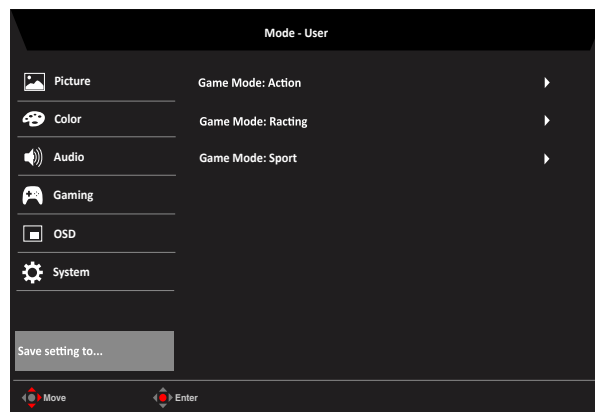 Mode - User
Picture
Game Mode: Action
Color
Game Mode: Racting
Audio
Game Mode: Sport
Gaming
OSD
System
Save setting to...
Move
Enter